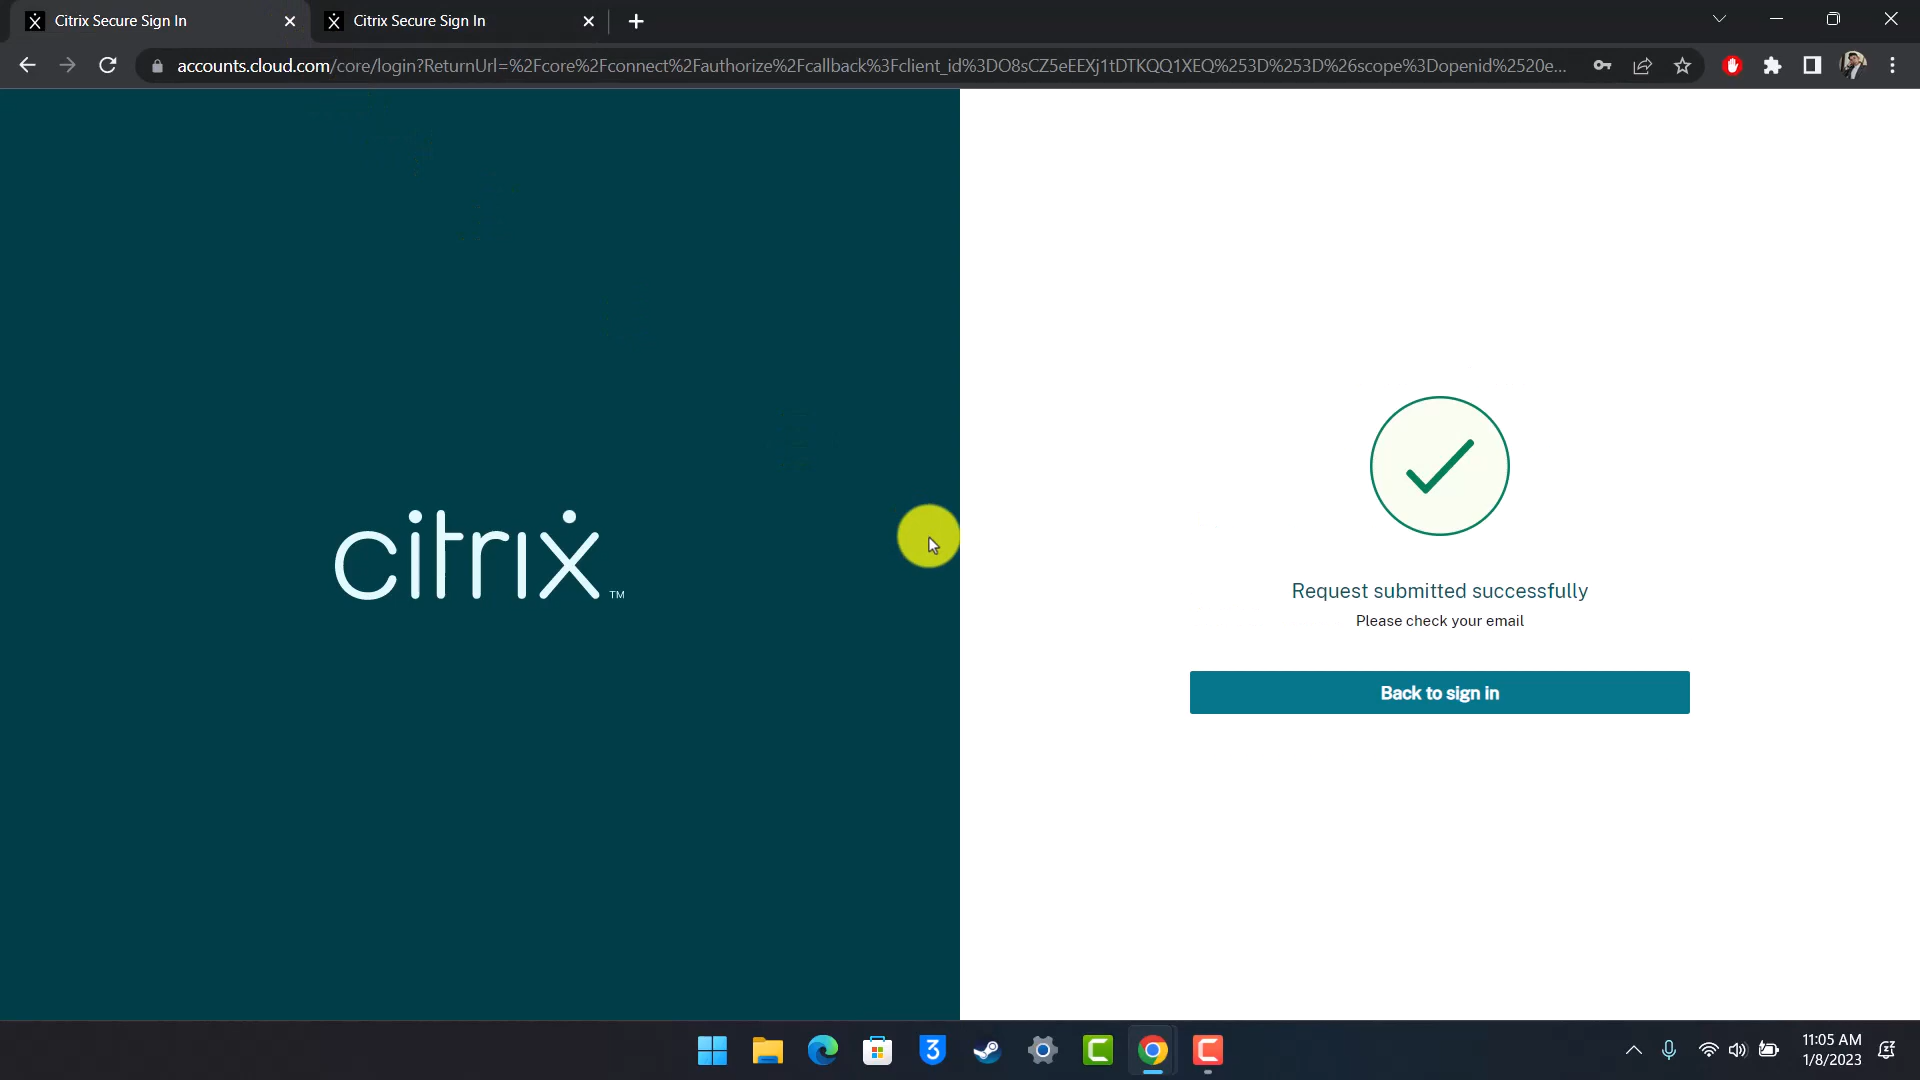 Citrix Secure Sign In
Citrix Secure Sign In
accounts.cloud.com/core/login?ReturnUrl=%2Fcore%2Fconnect%2Fauthorize%2Fcallback%3Fclient_id%3DO8sCZ5eEEXj1tDTKQQ1XEQ%253D%253D%26scope%3Dopenid%2520e...
citrix™
Request submitted successfully
Please check your email
Back to sign in
3
11:05 AM
1/8/2023